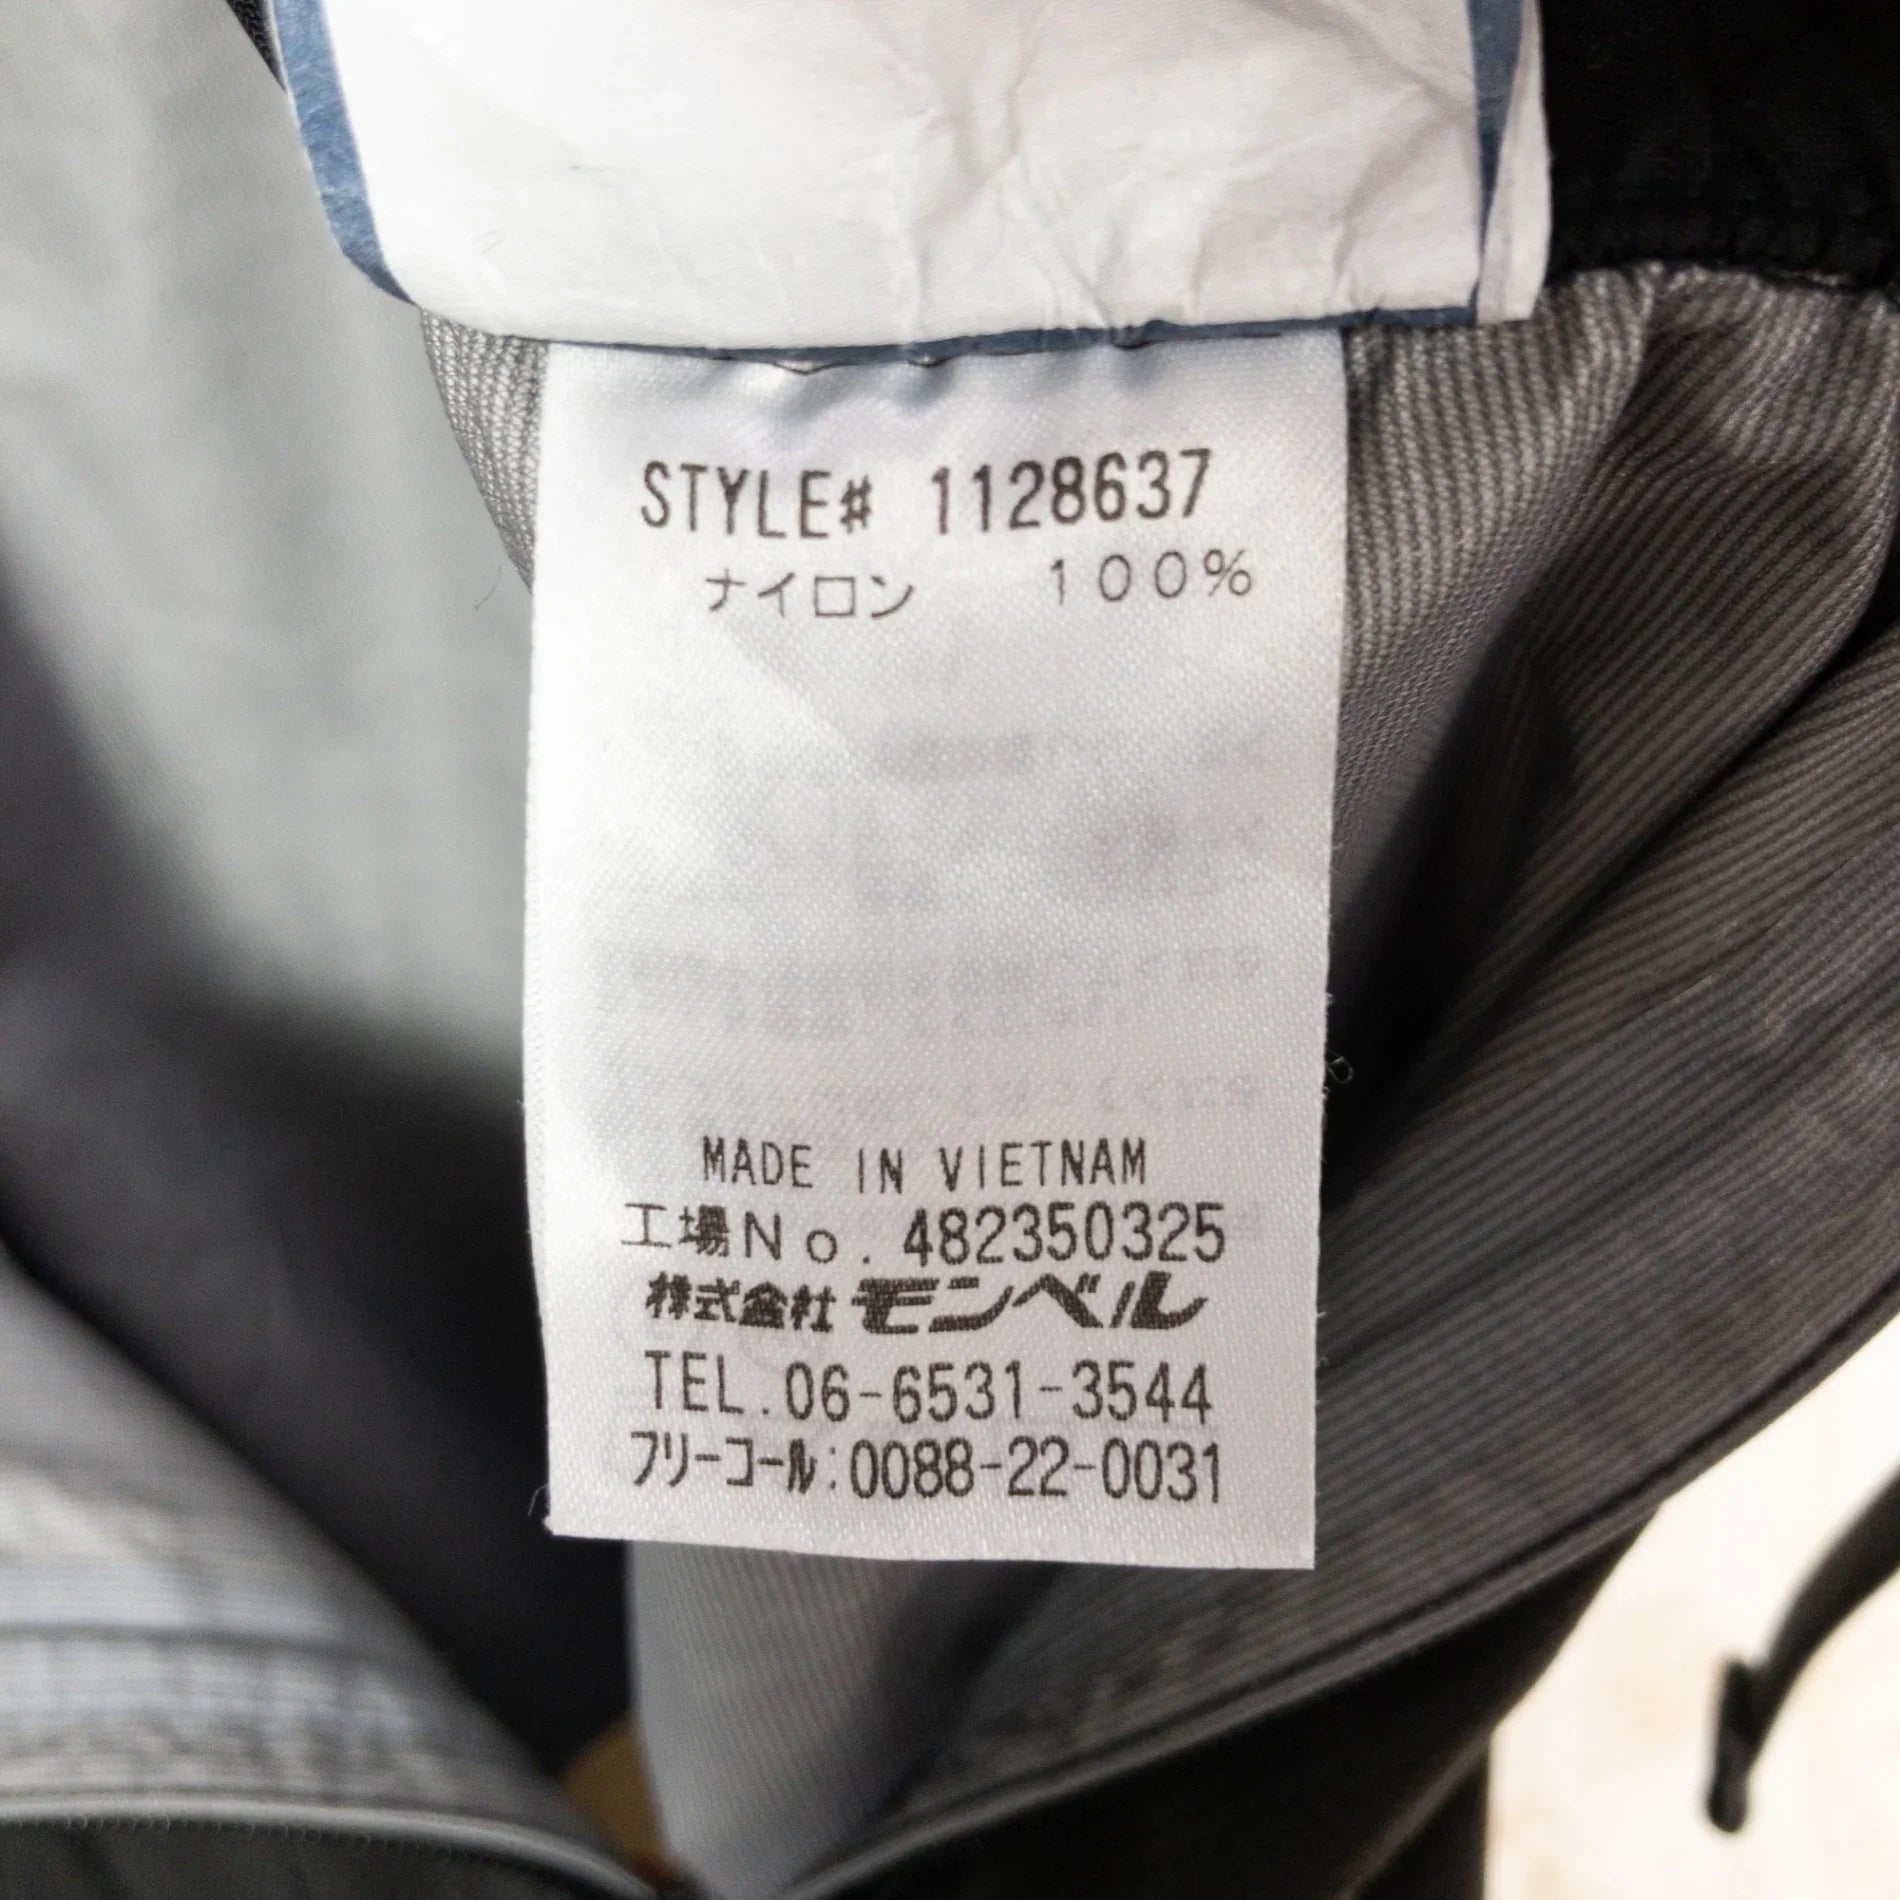 STYLE# 1128637
ナイロン 100%
MADE IN VIETNAM
工場No. 482350325
株式会社 モンベル
TEL.06-6531-3544
フリーコール:0088-22-0031